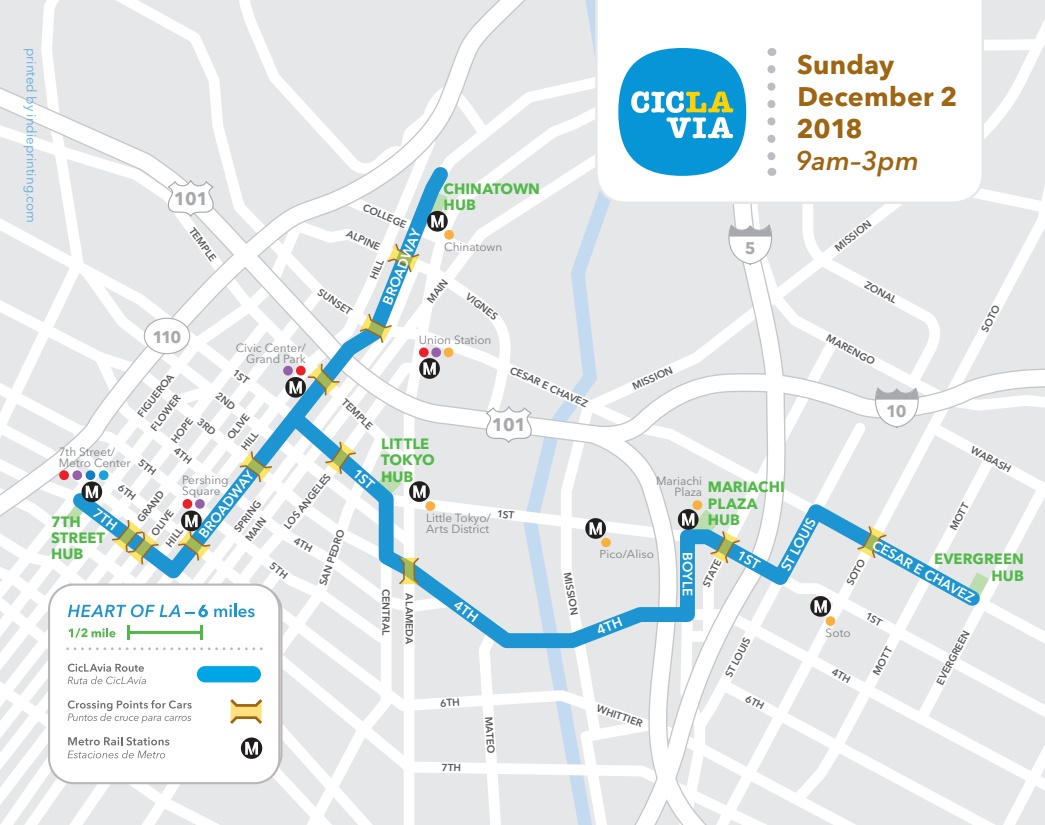 printed by indieprinting.com
CICLA
VIA
Sunday
December 2
2018
9am–3pm
101
TEMPLE
110
COLLEGE
ALPINE
HILL
SUNSET
BROADWAY
CHINATOWN
HUB
M
Chinatown
MAIN
VIGNES
5
MISSION
ZONAL
SOTO
MARENGO
10
Union Station
M
CESAR E CHAVEZ
MISSION
101
Civic Center/
Grand Park
M
TEMPLE
FIGUEROA
FLOWER
HOPE
1ST
2ND
3RD
4TH
5TH
6TH
OLIVE
HILL
GRAND
OLIVE
HILL
7th Street/
Metro Center
M
7TH
7TH
STREET
HUB
Pershing
Square
M
BROADWAY
SPRING
MAIN
LOS ANGELES
4TH
5TH
SAN PEDRO
1ST
LITTLE
TOKYO
HUB
M
Little Tokyo/
Arts District
1ST
M
Pico/Aliso
CENTRAL
ALAMEDA
4TH
MISSION
4TH
Mariachi
Plaza
M
MARIACHI
PLAZA
HUB
BOYLE
STATE
1ST
ST LOUIS
CESAR E CHAVEZ
WABASH
MOTT
EVERGREEN
HUB
SOTO
M
Soto
1ST
MOTT
EVERGREEN
ST LOUIS
4TH
6TH
6TH
WHITTIER
MATEO
7TH
HEART OF LA – 6 miles
1/2 mile
CicLAvia Route
Ruta de CicLAvía
Crossing Points for Cars
Puntos de cruce para carros
Metro Rail Stations
Estaciones de Metro
M